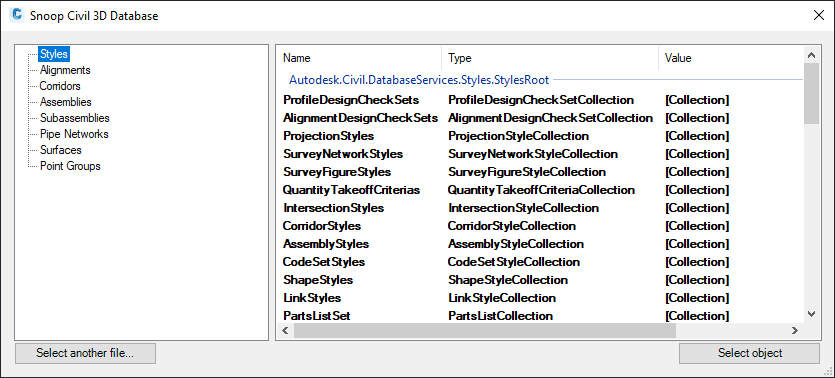 Snoop Civil 3D Database
Styles
Alignments
Corridors
Assemblies
Subassemblies
Pipe Networks
Surfaces
Point Groups
Name Type Value
Autodesk.Civil.DatabaseServices.Styles.StylesRoot
ProfileDesignCheckSets ProfileDesignCheckSetCollection [Collection]
AlignmentDesignCheckSets AlignmentDesignCheckSetCollection [Collection]
ProjectionStyles ProjectionStyleCollection [Collection]
SurveyNetworkStyles SurveyNetworkStyleCollection [Collection]
SurveyFigureStyles SurveyFigureStyleCollection [Collection]
QuantityTakeoffCriterias QuantityTakeoffCriteriaCollection [Collection]
IntersectionStyles IntersectionStyleCollection [Collection]
CorridorStyles CorridorStyleCollection [Collection]
AssemblyStyles AssemblyStyleCollection [Collection]
CodeSetStyles CodeSetStyleCollection [Collection]
ShapeStyles ShapeStyleCollection [Collection]
LinkStyles LinkStyleCollection [Collection]
PartsListSet PartsListCollection [Collection]
Select another file... Select object